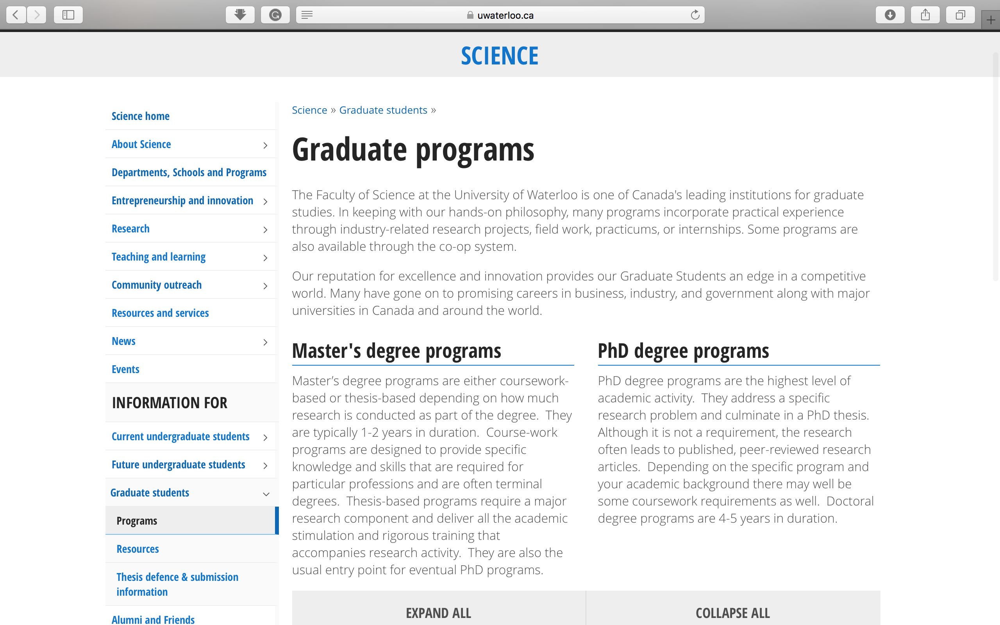 uwaterloo.ca
SCIENCE
Science home
About Science
Departments, Schools and Programs
Entrepreneurship and innovation
Research
Teaching and learning
Community outreach
Resources and services
News
Events
INFORMATION FOR
Current undergraduate students
Future undergraduate students
Graduate students
Programs
Resources
Thesis defence & submission
information
Alumni and Friends
Science » Graduate students »
Graduate programs
The Faculty of Science at the University of Waterloo is one of Canada's leading institutions for graduate
studies. In keeping with our hands-on philosophy, many programs incorporate practical experience
through industry-related research projects, field work, practicums, or internships. Some programs are
also available through the co-op system.
Our reputation for excellence and innovation provides our Graduate Students an edge in a competitive
world. Many have gone on to promising careers in business, industry, and government along with major
universities in Canada and around the world.
Master's degree programs
Master’s degree programs are either coursework-
based or thesis-based depending on how much
research is conducted as part of the degree.  They
are typically 1-2 years in duration.  Course-work
programs are designed to provide specific
knowledge and skills that are required for
particular professions and are often terminal
degrees.  Thesis-based programs require a major
research component and deliver all the academic
stimulation and rigorous training that
accompanies research activity.  They are also the
usual entry point for eventual PhD programs.
PhD degree programs
PhD degree programs are the highest level of
academic activity.  They address a specific
research problem and culminate in a PhD thesis.
Although it is not a requirement, the research
often leads to published, peer-reviewed research
articles.  Depending on the specific program and
your academic background there may well be
some coursework requirements as well.  Doctoral
degree programs are 4-5 years in duration.
EXPAND ALL
COLLAPSE ALL